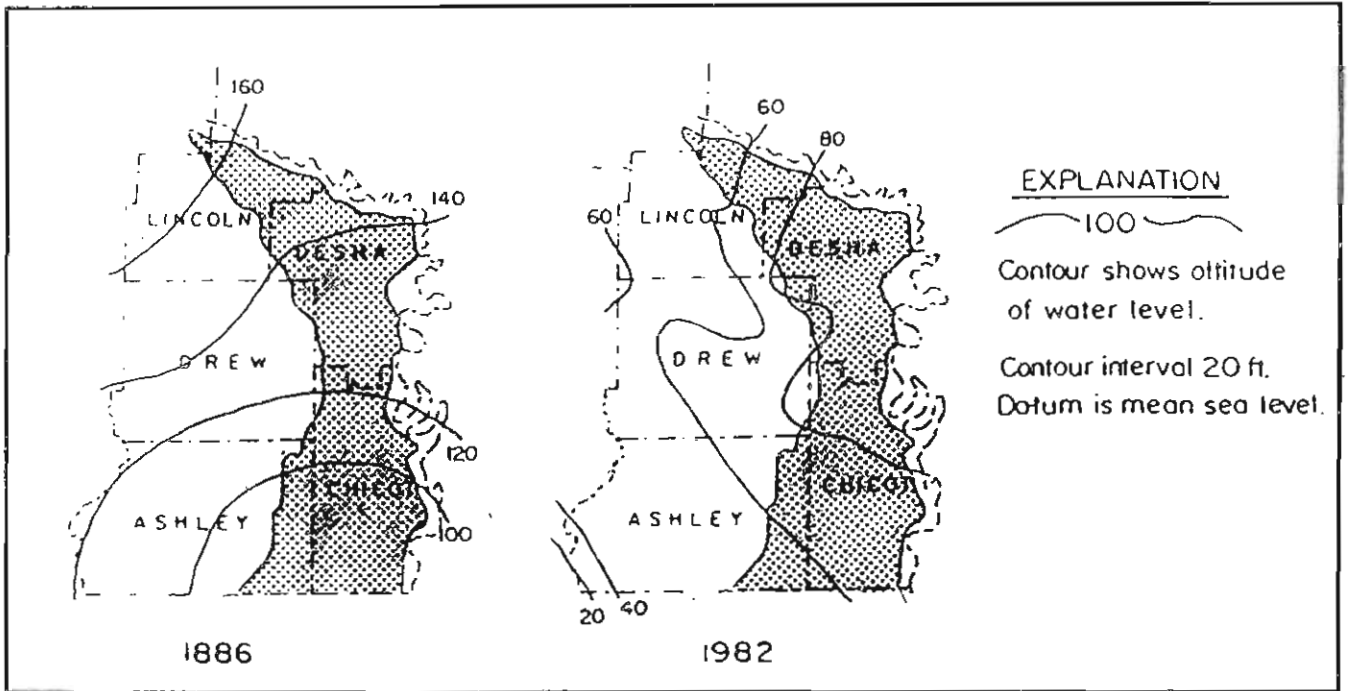 160
140
LINCOLN
DESHA
DREW
120
CHICOT
ASHLEY
100
1886
60
80
60
LINCOLN
DESHA
DREW
CHICOT
ASHLEY
20
40
1982
EXPLANATION
100
Contour shows altitude
of water level.
Contour interval 20 ft.
Datum is mean sea level.